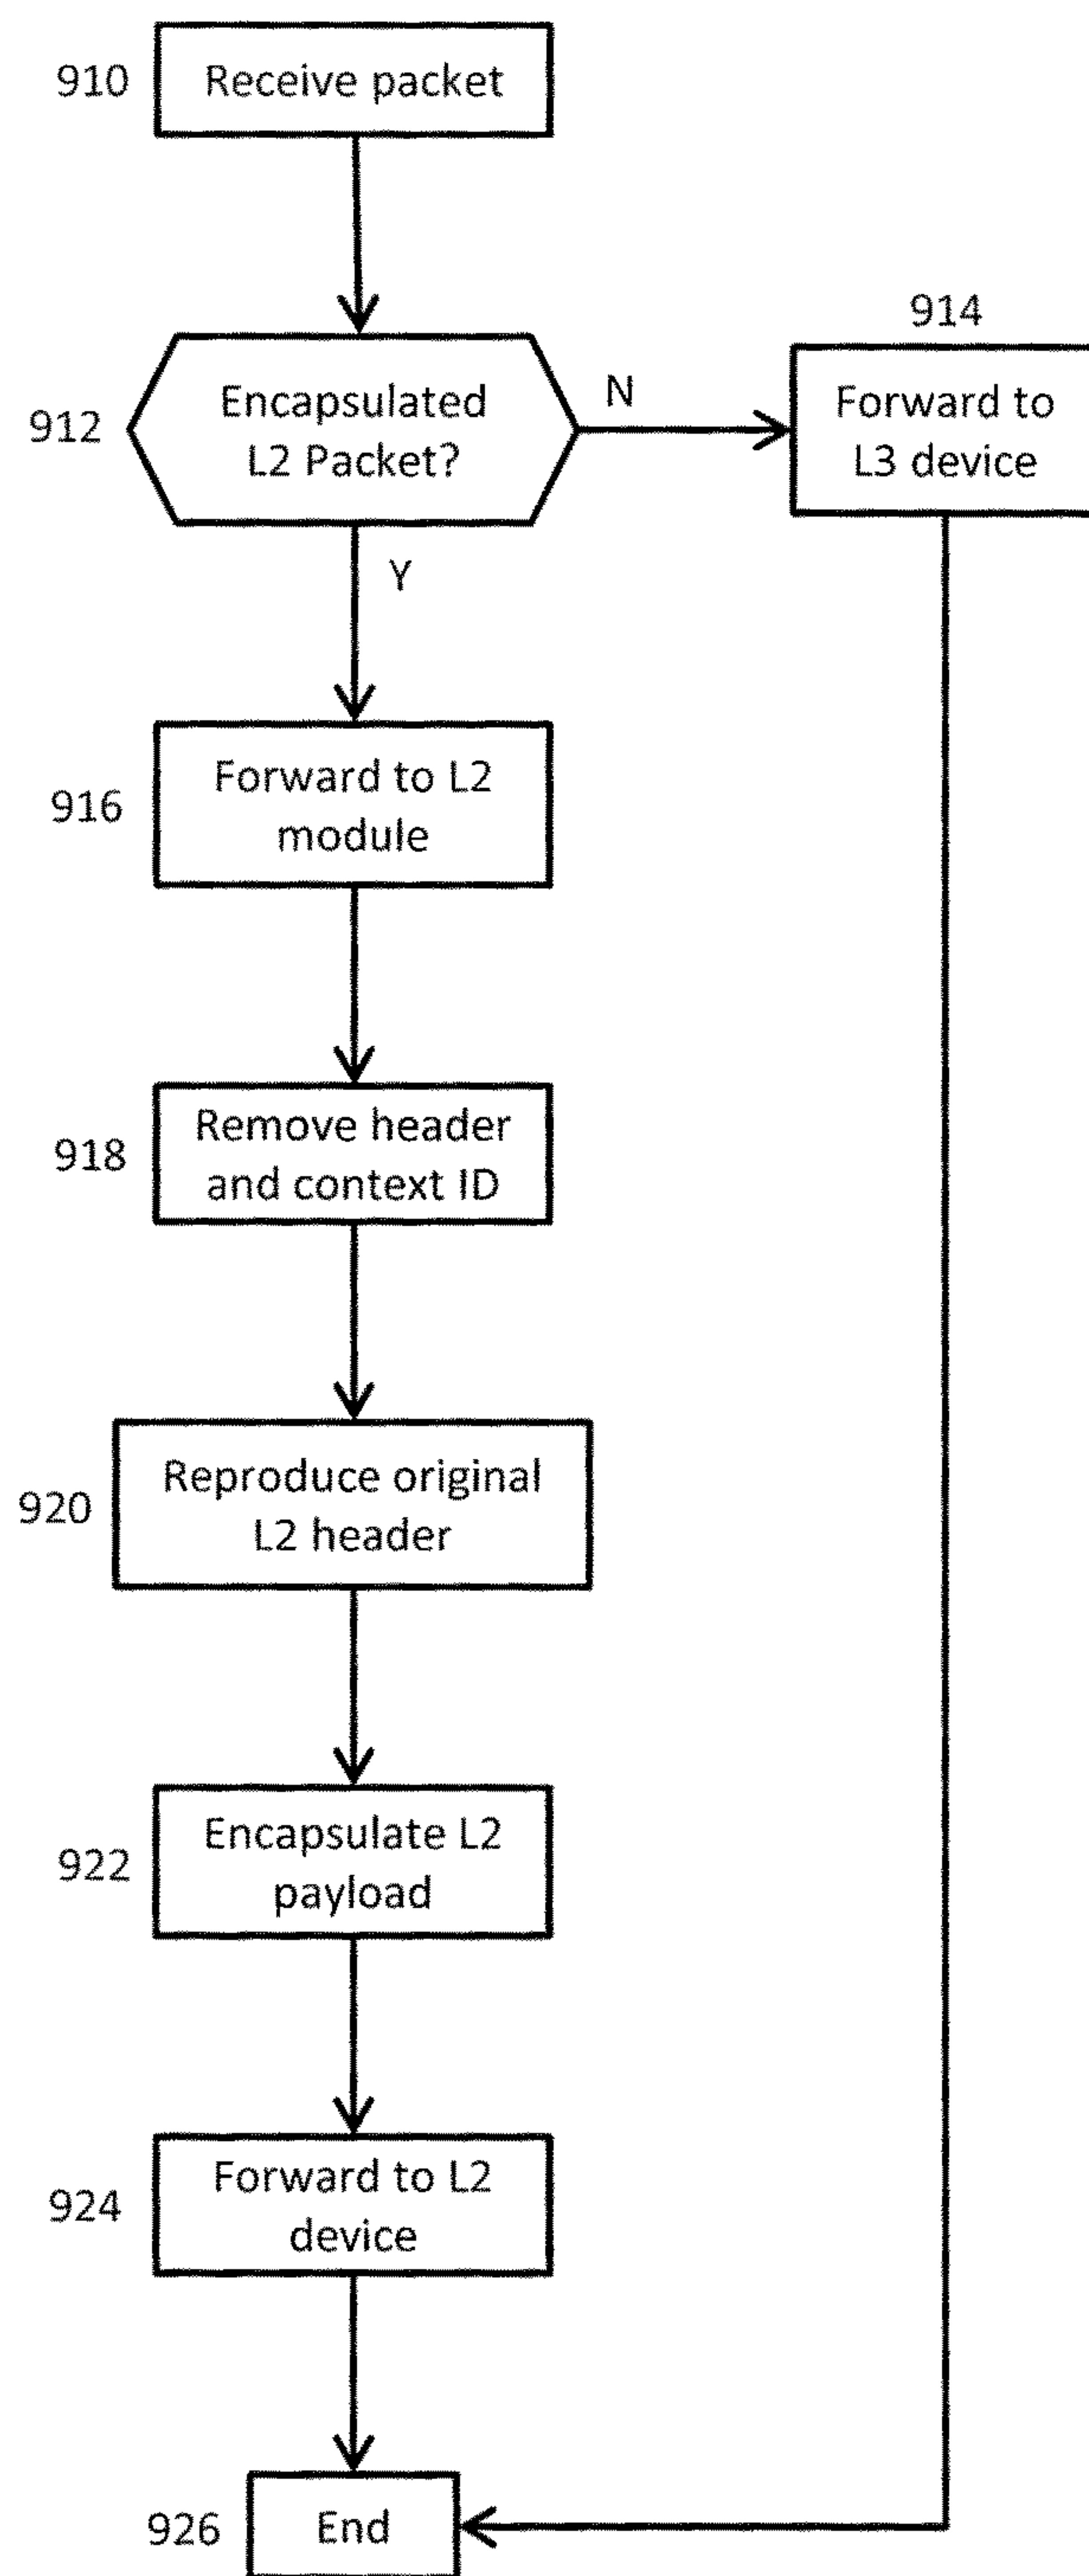 910
Receive packet
912
Encapsulated
L2 Packet?
N
914
Forward to
L3 device
Y
916
Forward to L2
module
918
Remove header
and context ID
920
Reproduce original
L2 header
922
Encapsulate L2
payload
924
Forward to L2
device
926
End